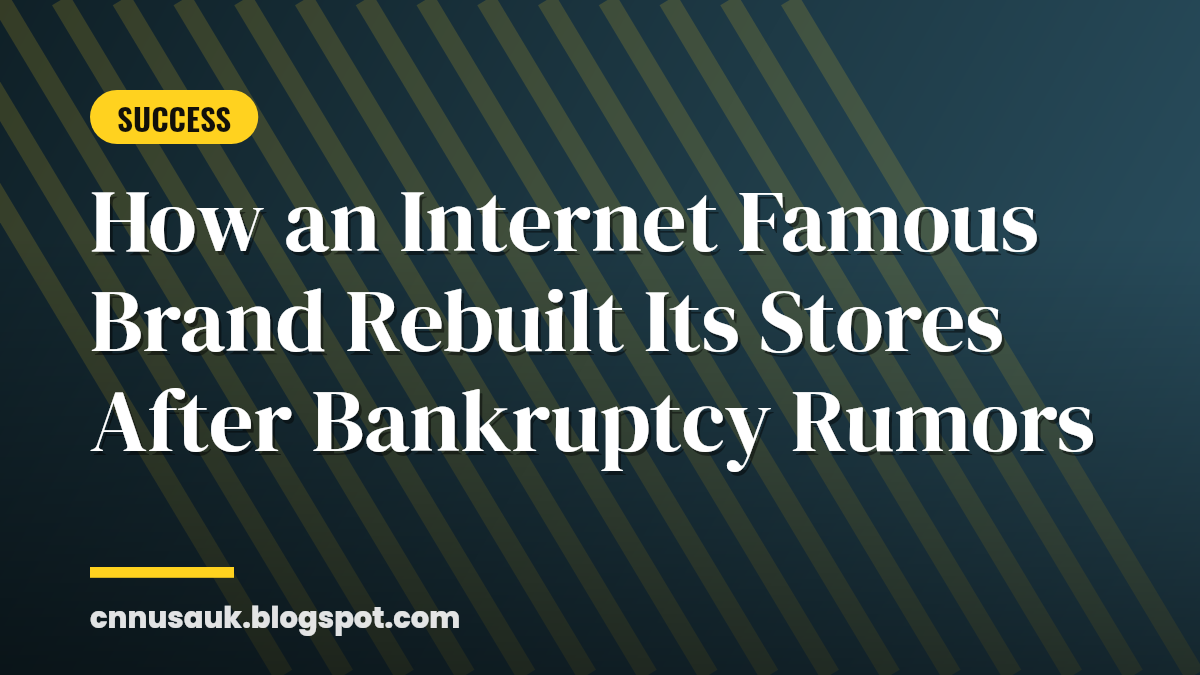 SUCCESS
How an Internet Famous
Brand Rebuilt Its Stores
After Bankruptcy Rumors
cnnusauk.blogspot.com